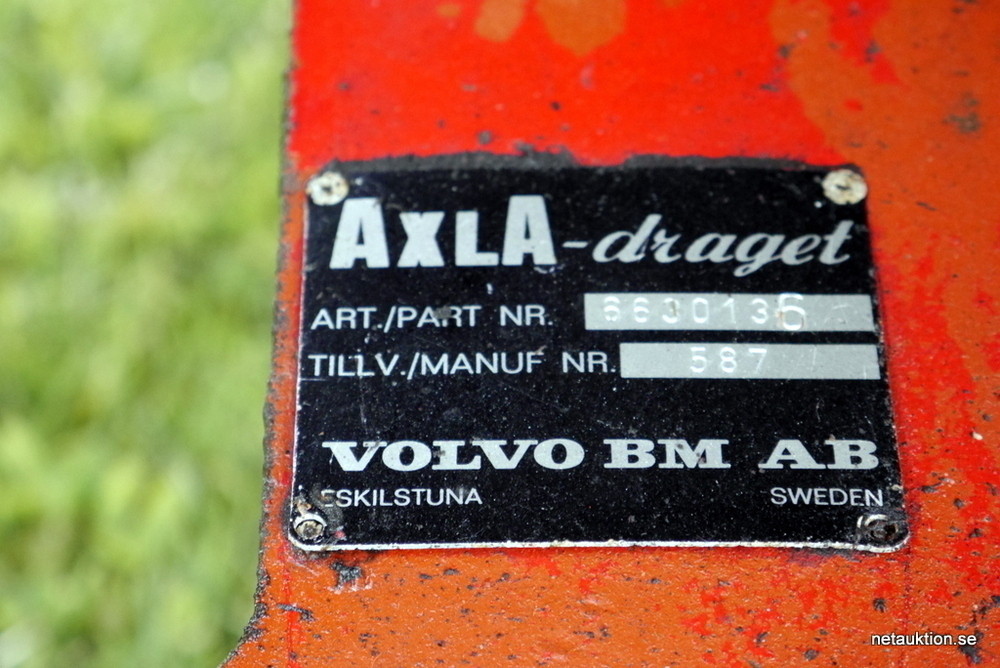 AXLA-draget
ART./PART NR. 6630136
TILLV./MANUF NR. 587
VOLVO BM AB
ESKILSTUNA SWEDEN
netauktion.se